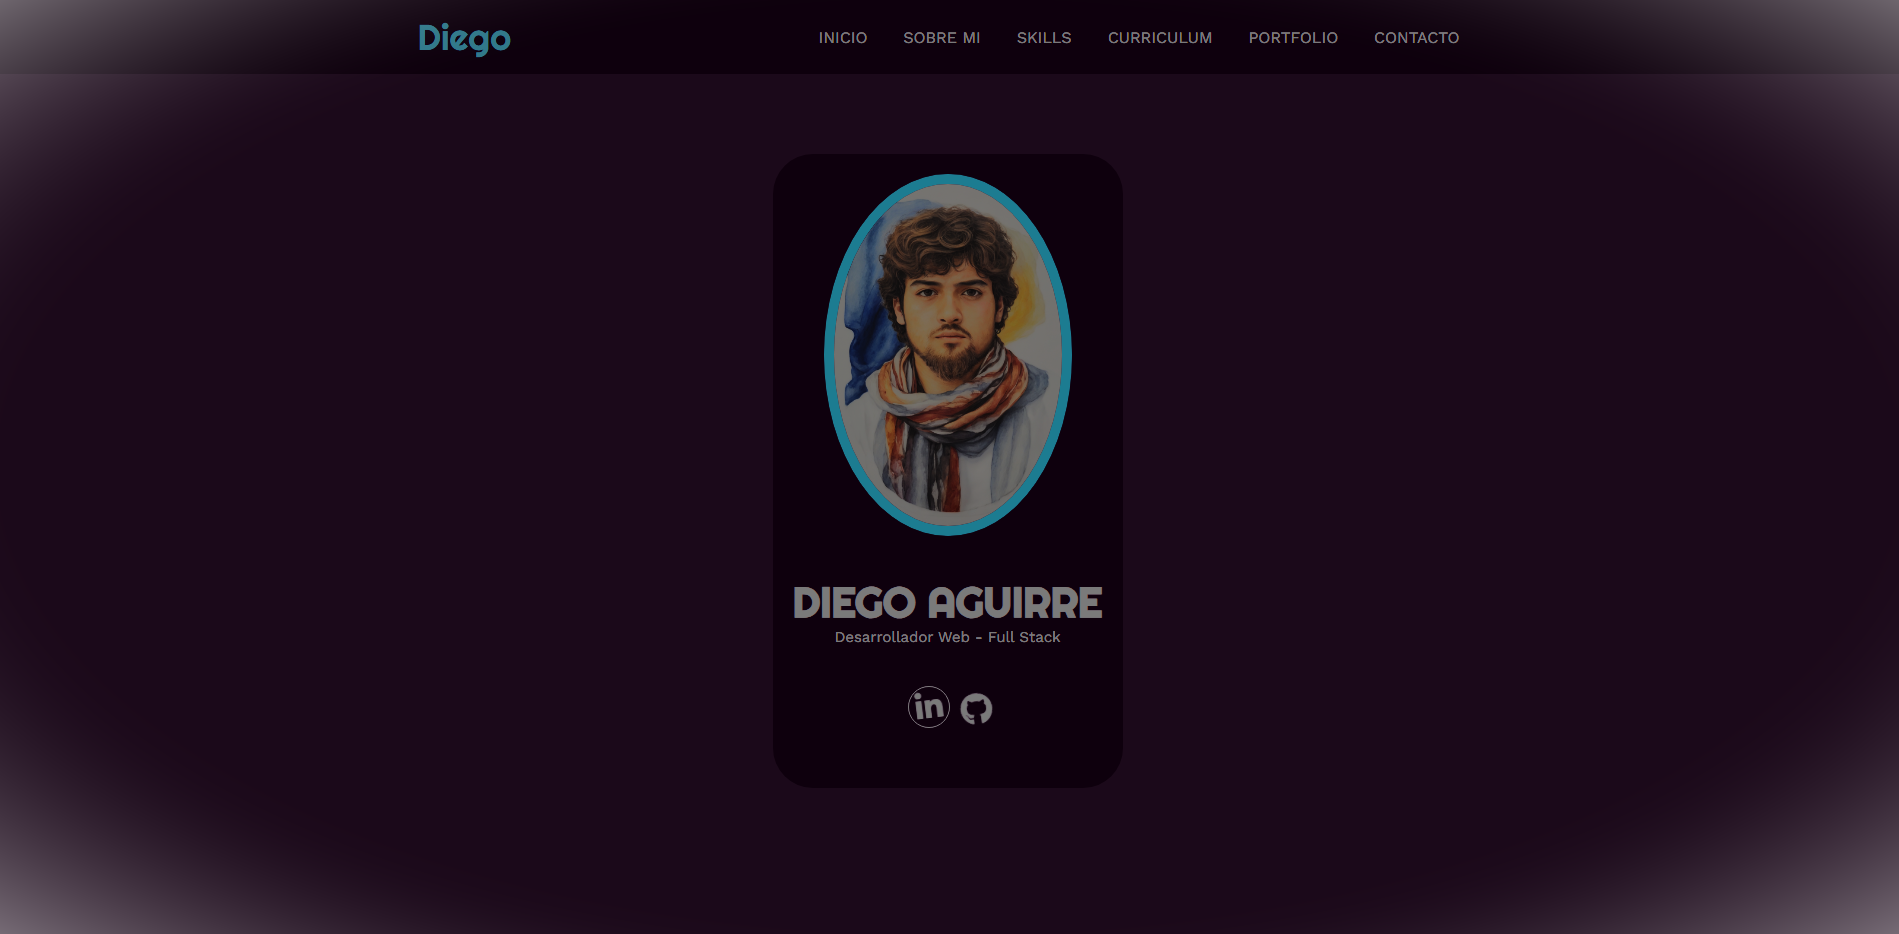 Diego
INICIO SOBRE MI SKILLS CURRICULUM PORTFOLIO CONTACTO
DIEGO AGUIRRE
Desarrollador Web - Full Stack
in